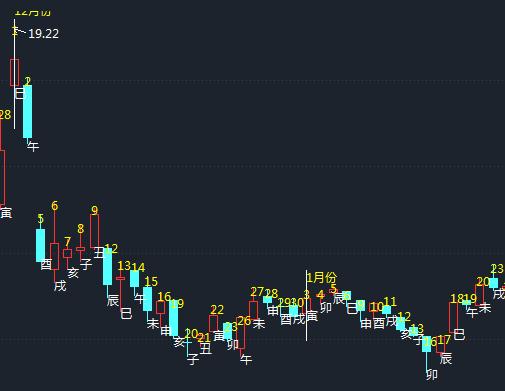 12月份
1
19.22
巳
2
28
午
寅
5
酉
6
戌
7
亥
8
子
9
丑
12
辰
13
巳
14
午
15
未
16
申
19
亥
20
子
21
丑
22
寅
23
卯
26
午
27
未
28
申
29
酉
30
戌
1月份
3
寅
4
卯
5
辰
巳
9
申
10
酉
11
戌
12
亥
13
子
16
卯
17
辰
18
巳
19
午
20
未
23
戌